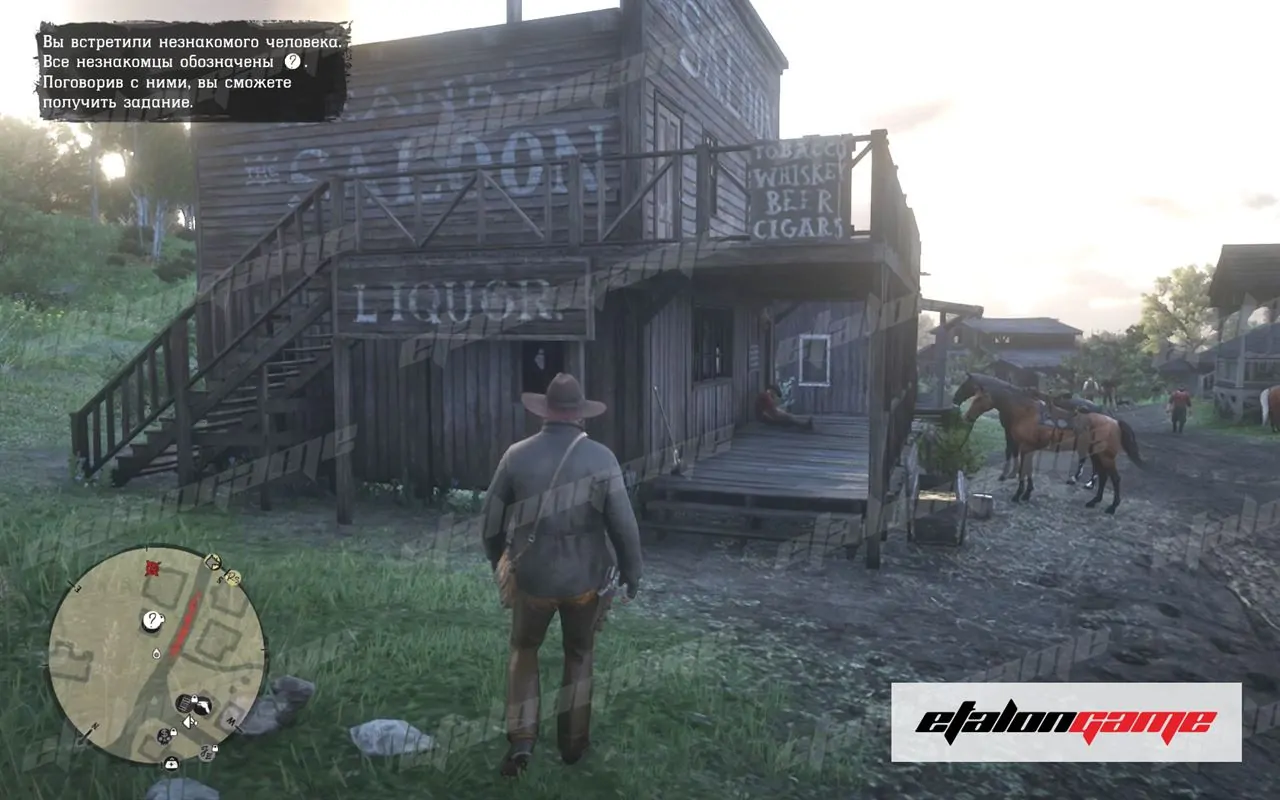 Вы встретили незнакомого человека.
Все незнакомцы обозначены ?.
Поговорив с ними, вы сможете
получить задание.
THE SALOON
TOBACCO
WHISKEY
BEER
CIGARS
LIQUOR.
etalongame